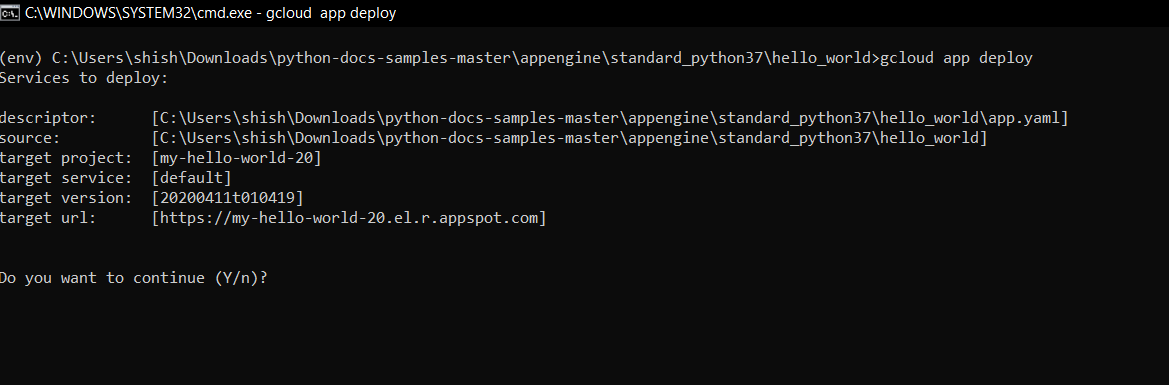 C:\WINDOWS\SYSTEM32\cmd.exe - gcloud  app deploy
(env) C:\Users\shish\Downloads\python-docs-samples-master\appengine\standard_python37\hello_world>gcloud app deploy
Services to deploy:
descriptor:      [C:\Users\shish\Downloads\python-docs-samples-master\appengine\standard_python37\hello_world\app.yaml]
source:          [C:\Users\shish\Downloads\python-docs-samples-master\appengine\standard_python37\hello_world]
target project:  [my-hello-world-20]
target service:  [default]
target version:  [20200411t010419]
target url:      [https://my-hello-world-20.el.r.appspot.com]
Do you want to continue (Y/n)?